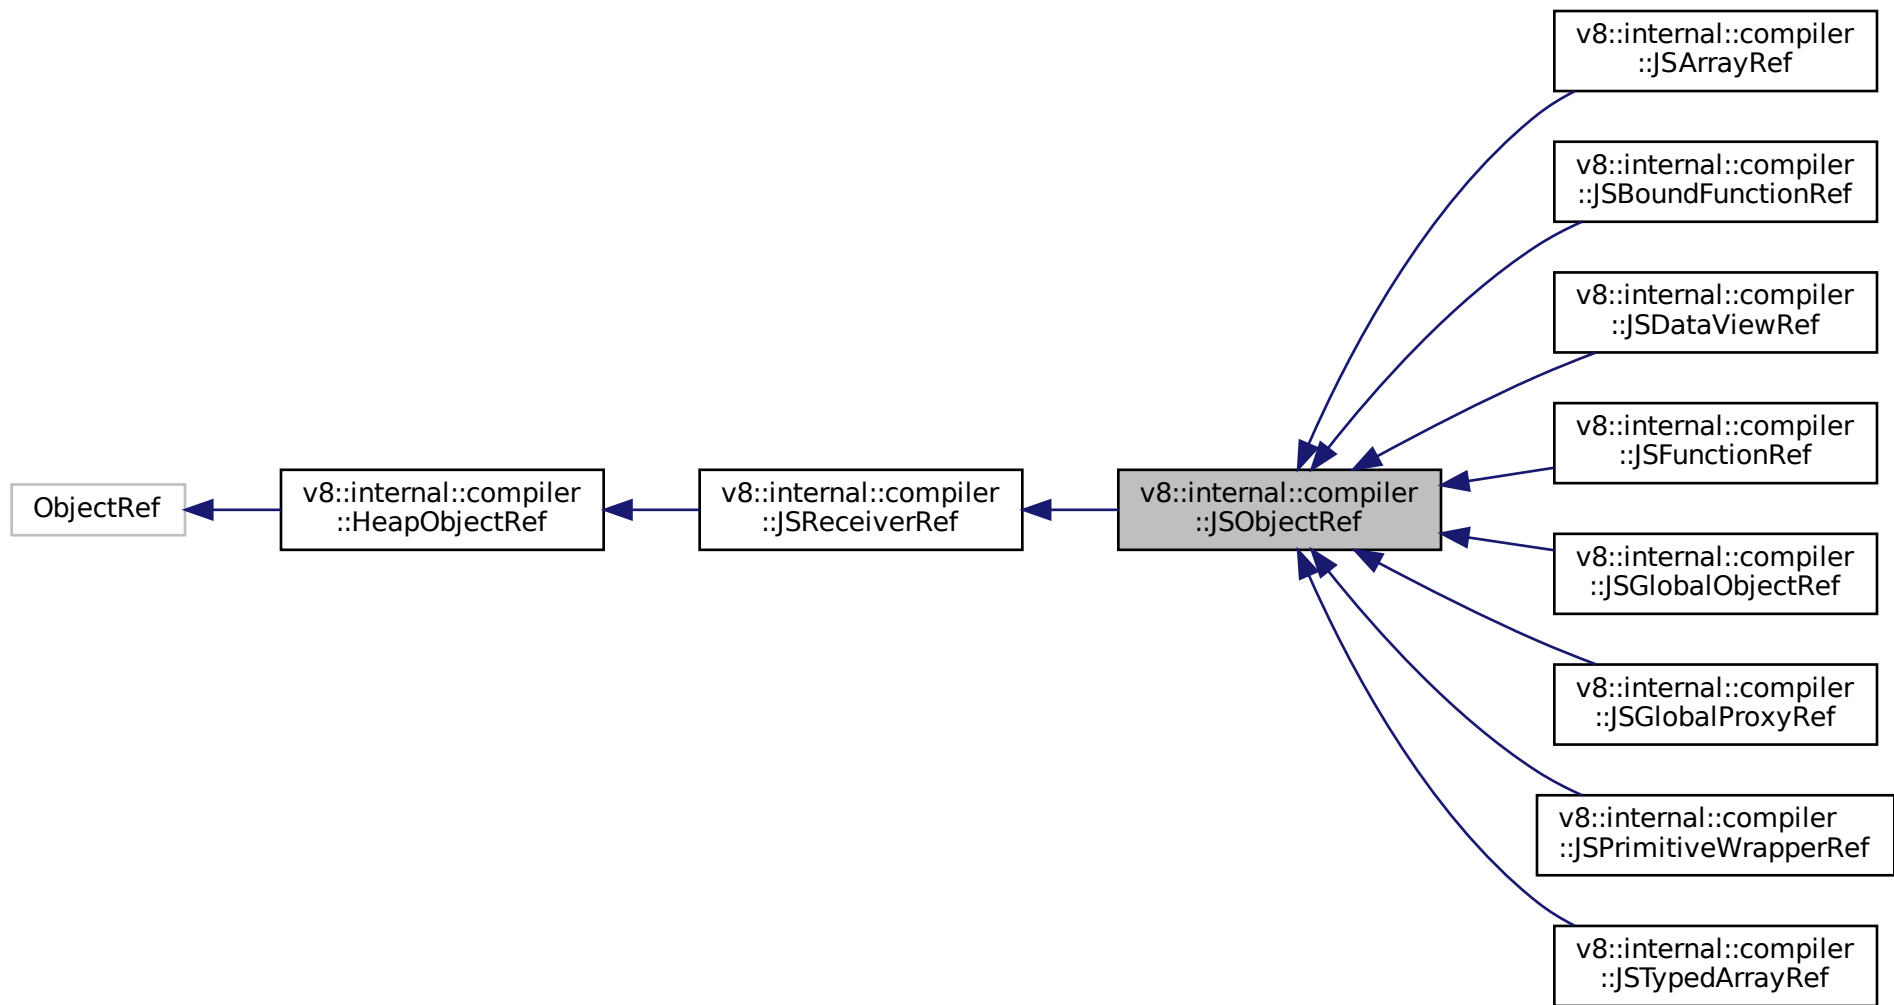 ObjectRef
v8::internal::compiler
::HeapObjectRef
v8::internal::compiler
::JSReceiverRef
v8::internal::compiler
::JSObjectRef
v8::internal::compiler
::JSArrayRef
v8::internal::compiler
::JSBoundFunctionRef
v8::internal::compiler
::JSDataViewRef
v8::internal::compiler
::JSFunctionRef
v8::internal::compiler
::JSGlobalObjectRef
v8::internal::compiler
::JSGlobalProxyRef
v8::internal::compiler
::JSPrimitiveWrapperRef
v8::internal::compiler
::JSTypedArrayRef